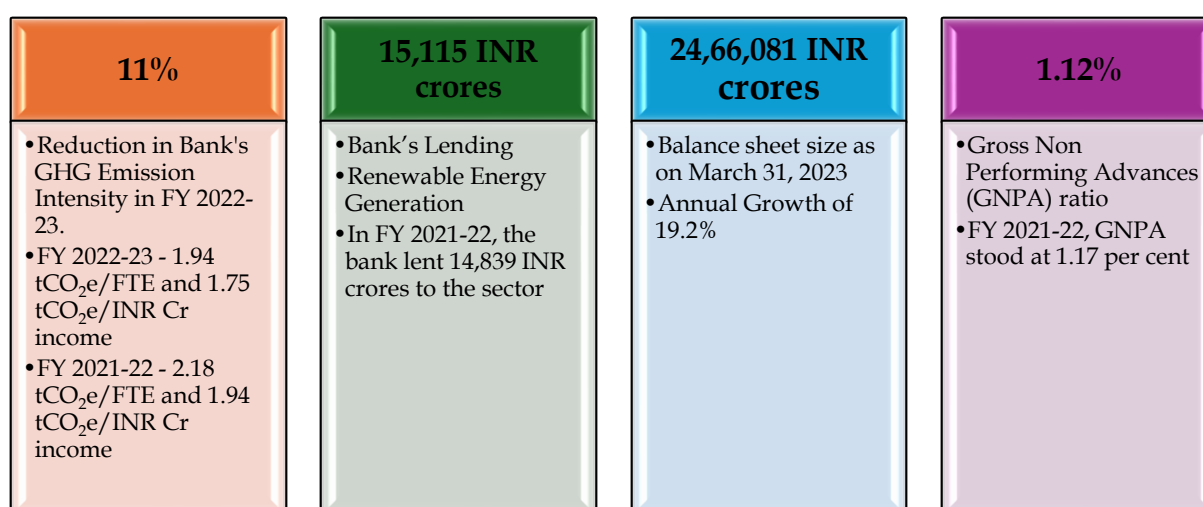 11%
•Reduction in Bank's
GHG Emission
Intensity in FY 2022-
23.
•FY 2022-23 - 1.94
tCO₂e/FTE and 1.75
tCO₂e/INR Cr
income
•FY 2021-22 - 2.18
tCO₂e/FTE and 1.94
tCO₂e/INR Cr
income
15,115 INR
crores
•Bank’s Lending
•Renewable Energy
Generation
•In FY 2021-22, the
bank lent 14,839 INR
crores to the sector
24,66,081 INR
crores
•Balance sheet size as
on March 31, 2023
•Annual Growth of
19.2%
1.12%
•Gross Non
Performing Advances
(GNPA) ratio
•FY 2021-22, GNPA
stood at 1.17 per cent